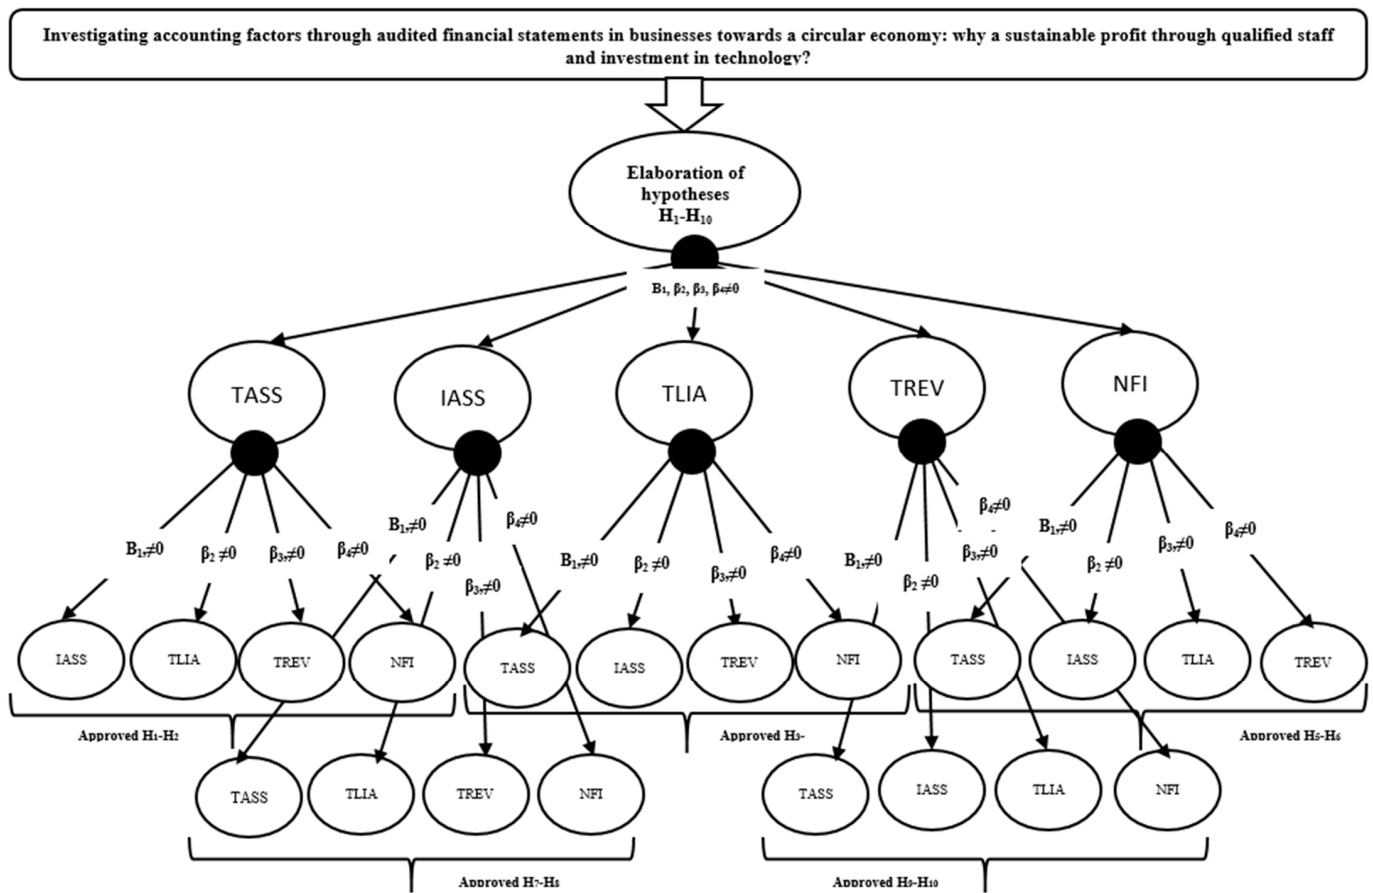 Investigating accounting factors through audited financial statements in businesses towards a circular economy: why a sustainable profit through qualified staff
and investment in technology?
Elaboration of
hypotheses
H₁-H₁₀
B₁, β₂, β₃, β₄≠0
TASS
IASS
TLIA
TREV
NFI
B₁,≠0
β₂ ≠0
β₃,≠0
β₄≠0
B₁,≠0
β₂ ≠0
β₃,≠0
β₄≠0
B₁,≠0
β₂ ≠0
β₃,≠0
β₄≠0
B₁,≠0
β₂ ≠0
β₃,≠0
β₄≠0
B₁,≠0
β₂ ≠0
β₃,≠0
β₄≠0
IASS
TLIA
TREV
NFI
TASS
IASS
TREV
NFI
TASS
IASS
TLIA
TREV
Approved H₁-H₂
Approved H₃-
Approved H₅-H₆
TASS
TLIA
TREV
NFI
TASS
IASS
TLIA
NFI
Approved H₇-H₈
Approved H₉-H₁₀